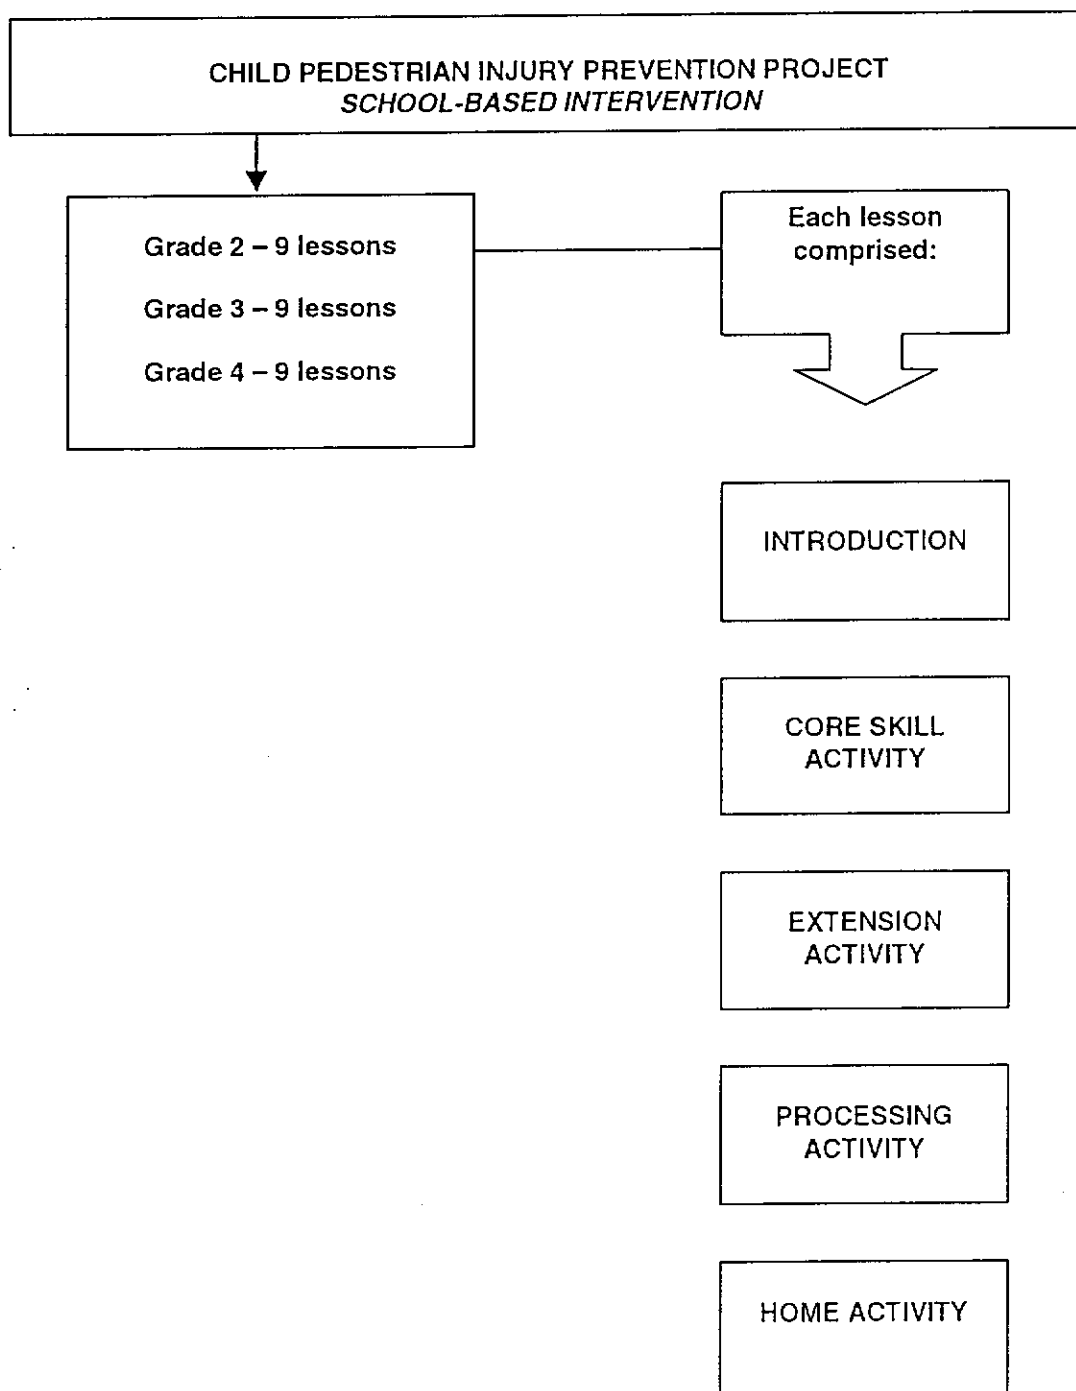 CHILD PEDESTRIAN INJURY PREVENTION PROJECT
SCHOOL-BASED INTERVENTION
Grade 2 – 9 lessons
Grade 3 – 9 lessons
Grade 4 – 9 lessons
Each lesson
comprised:
INTRODUCTION
CORE SKILL
ACTIVITY
EXTENSION
ACTIVITY
PROCESSING
ACTIVITY
HOME ACTIVITY